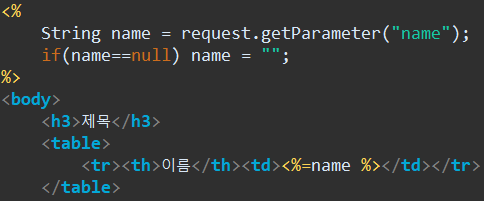 <%
    String name = request.getParameter("name");
    if(name==null) name = "";
%>
<body>
    <h3>제목</h3>
    <table>
        <tr><th>이름</th><td><%=name %></td></tr>
    </table>